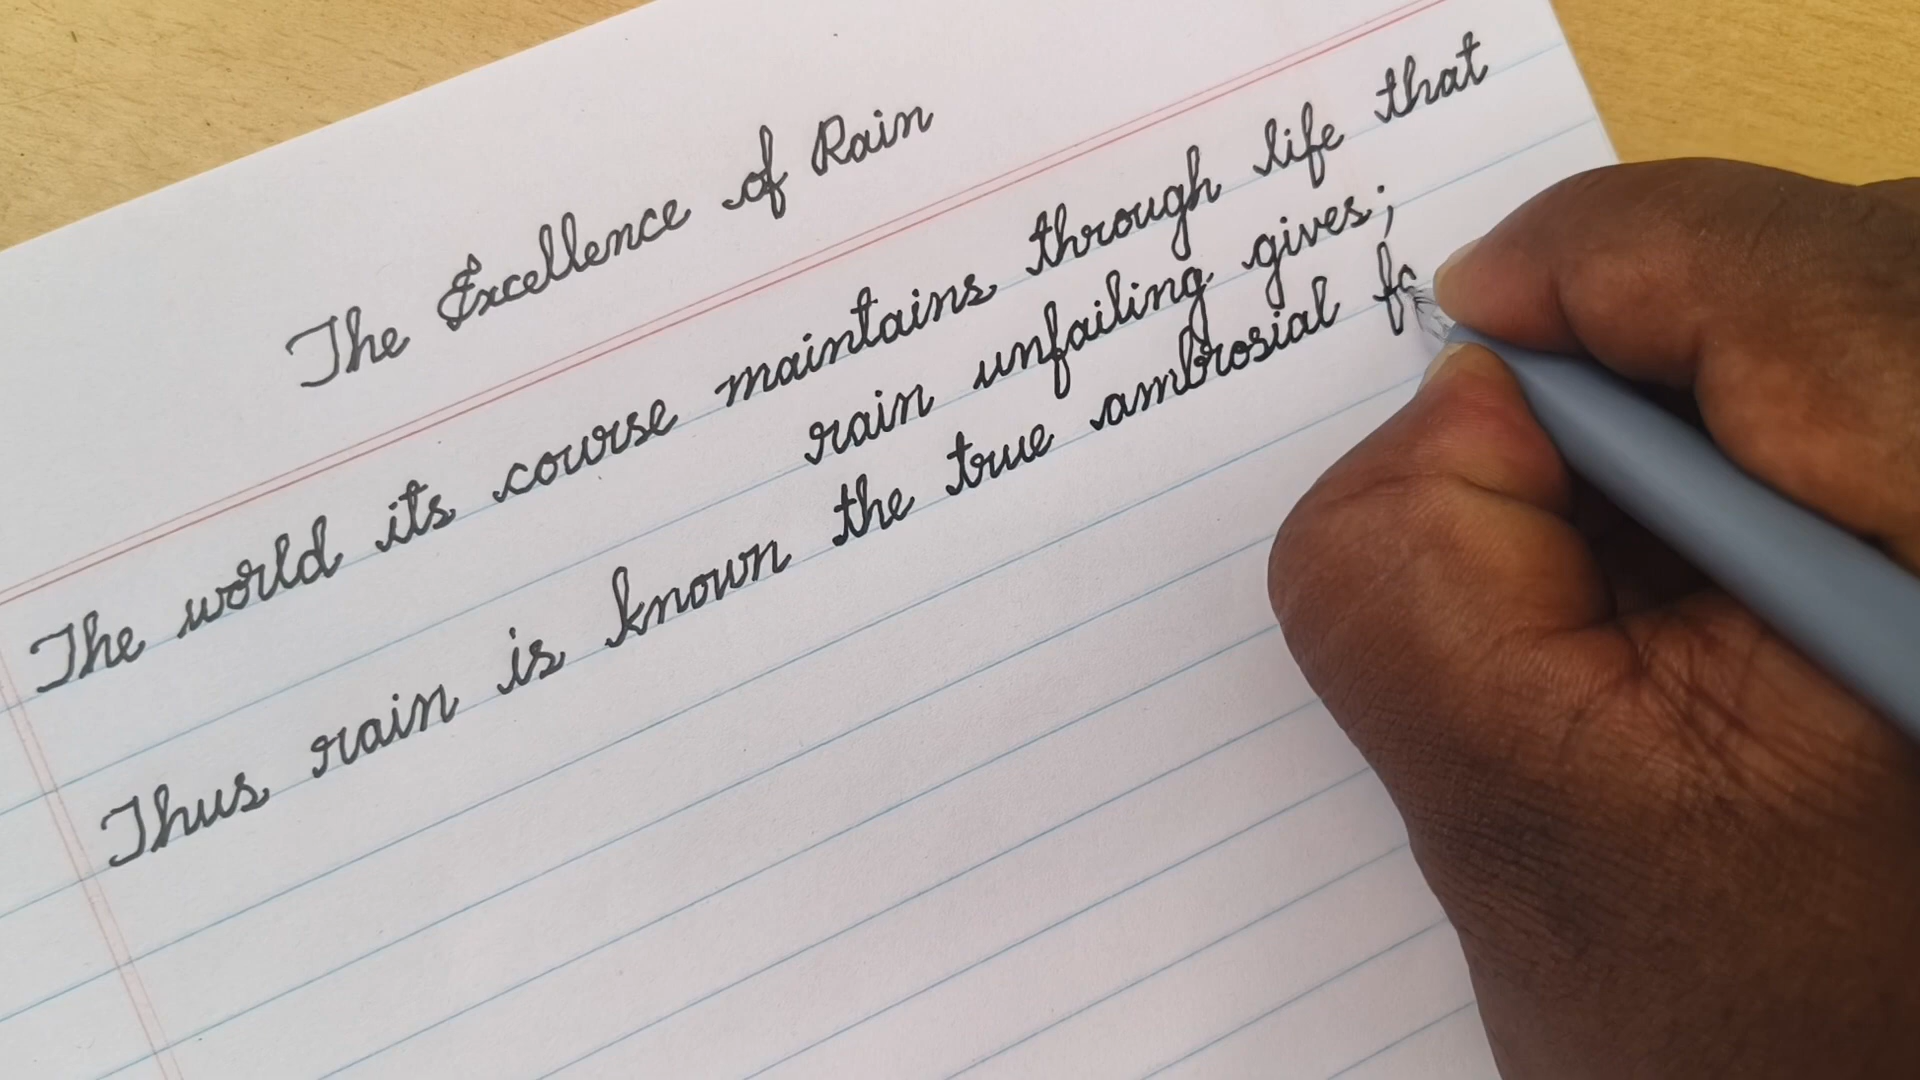 The Excellence of Rain
The world its course maintains through life that
rain unfailing gives;
Thus rain is known the true ambrosial fo